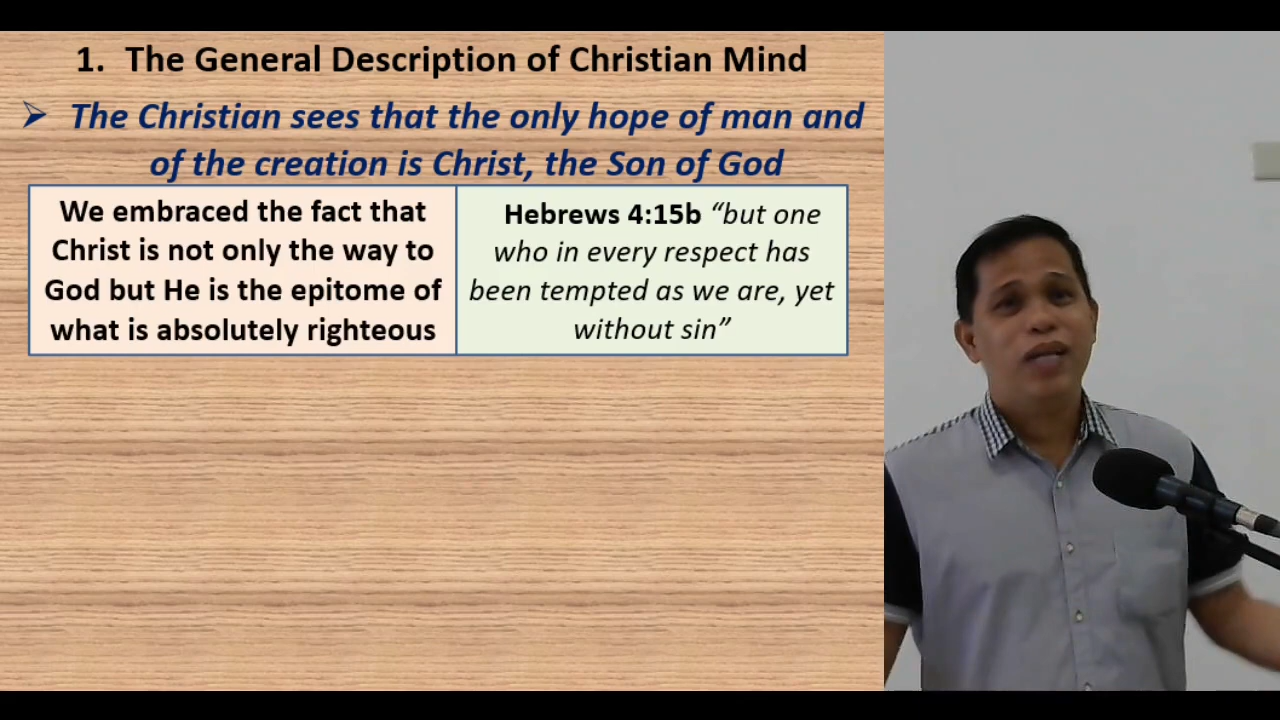 1. The General Description of Christian Mind
➢ The Christian sees that the only hope of man and
of the creation is Christ, the Son of God
We embraced the fact that
Christ is not only the way to
God but He is the epitome of
what is absolutely righteous
Hebrews 4:15b “but one
who in every respect has
been tempted as we are, yet
without sin”